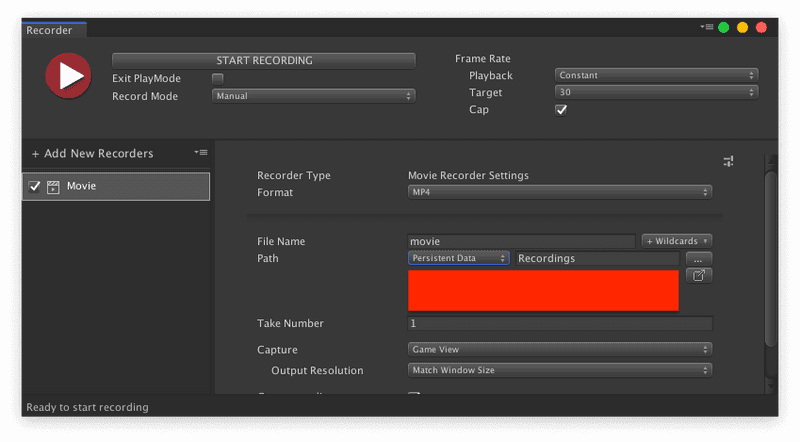 Recorder
START RECORDING
Exit PlayMode
Record Mode Manual
Frame Rate
Playback Constant
Target 30
Cap
+ Add New Recorders
Movie
Recorder Type Movie Recorder Settings
Format MP4
File Name movie + Wildcards
Path Persistent Data Recordings ...
Take Number 1
Capture Game View
Output Resolution Match Window Size
Ready to start recording